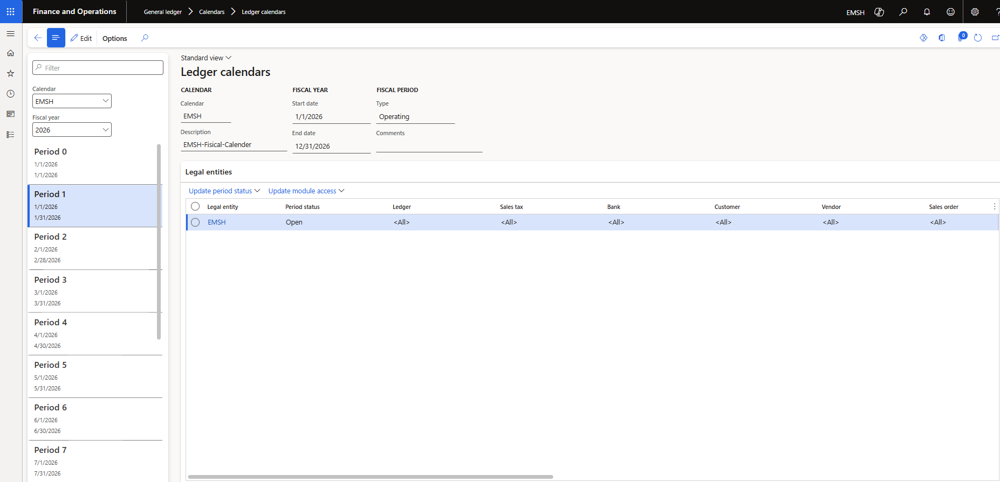 Finance and Operations
General ledger > Calendars > Ledger calendars
EMSH
?
Edit
Options
0
Filter
Calendar
EMSH
Fiscal year
2026
Period 0
1/1/2026
1/1/2026
Period 1
1/1/2026
1/31/2026
Period 2
2/1/2026
2/28/2026
Period 3
3/1/2026
3/31/2026
Period 4
4/1/2026
4/30/2026
Period 5
5/1/2026
5/31/2026
Period 6
6/1/2026
6/30/2026
Period 7
7/1/2026
7/31/2026
Standard view
Ledger calendars
CALENDAR
Calendar
EMSH
Description
EMSH-Fisical-Calender
FISCAL YEAR
Start date
1/1/2026
End date
12/31/2026
FISCAL PERIOD
Type
Operating
Comments
Legal entities
Update period status Update module access
Legal entity Period status Ledger Sales tax Bank Customer Vendor Sales order
EMSH Open <All> <All> <All> <All> <All> <All>